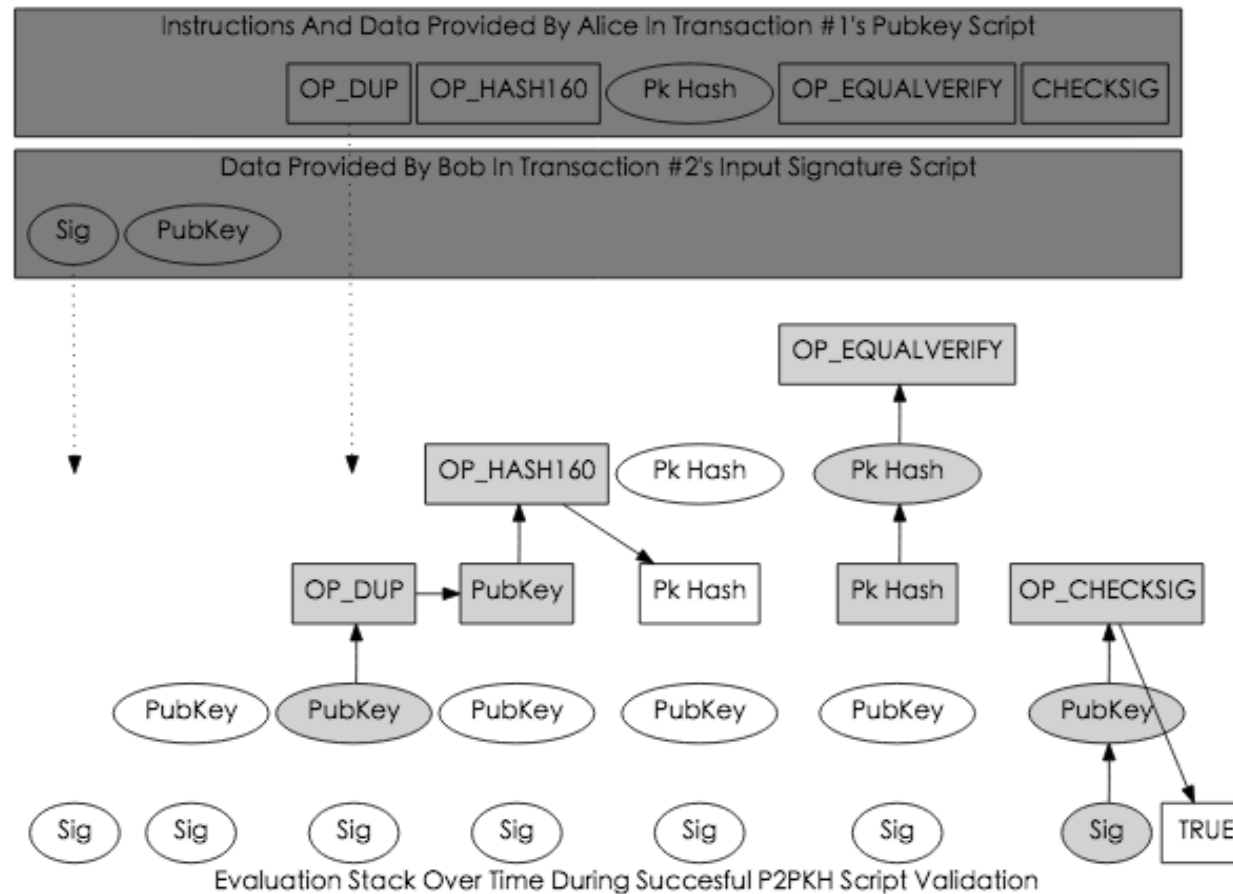 Instructions And Data Provided By Alice In Transaction #1's Pubkey Script
OP_DUP OP_HASH160 Pk Hash OP_EQUALVERIFY CHECKSIG
Data Provided By Bob In Transaction #2's Input Signature Script
Sig PubKey
OP_EQUALVERIFY
OP_HASH160 Pk Hash Pk Hash
OP_DUP PubKey Pk Hash Pk Hash OP_CHECKSIG
PubKey PubKey PubKey PubKey PubKey PubKey
Sig Sig Sig Sig Sig Sig Sig TRUE
Evaluation Stack Over Time During Succesful P2PKH Script Validation